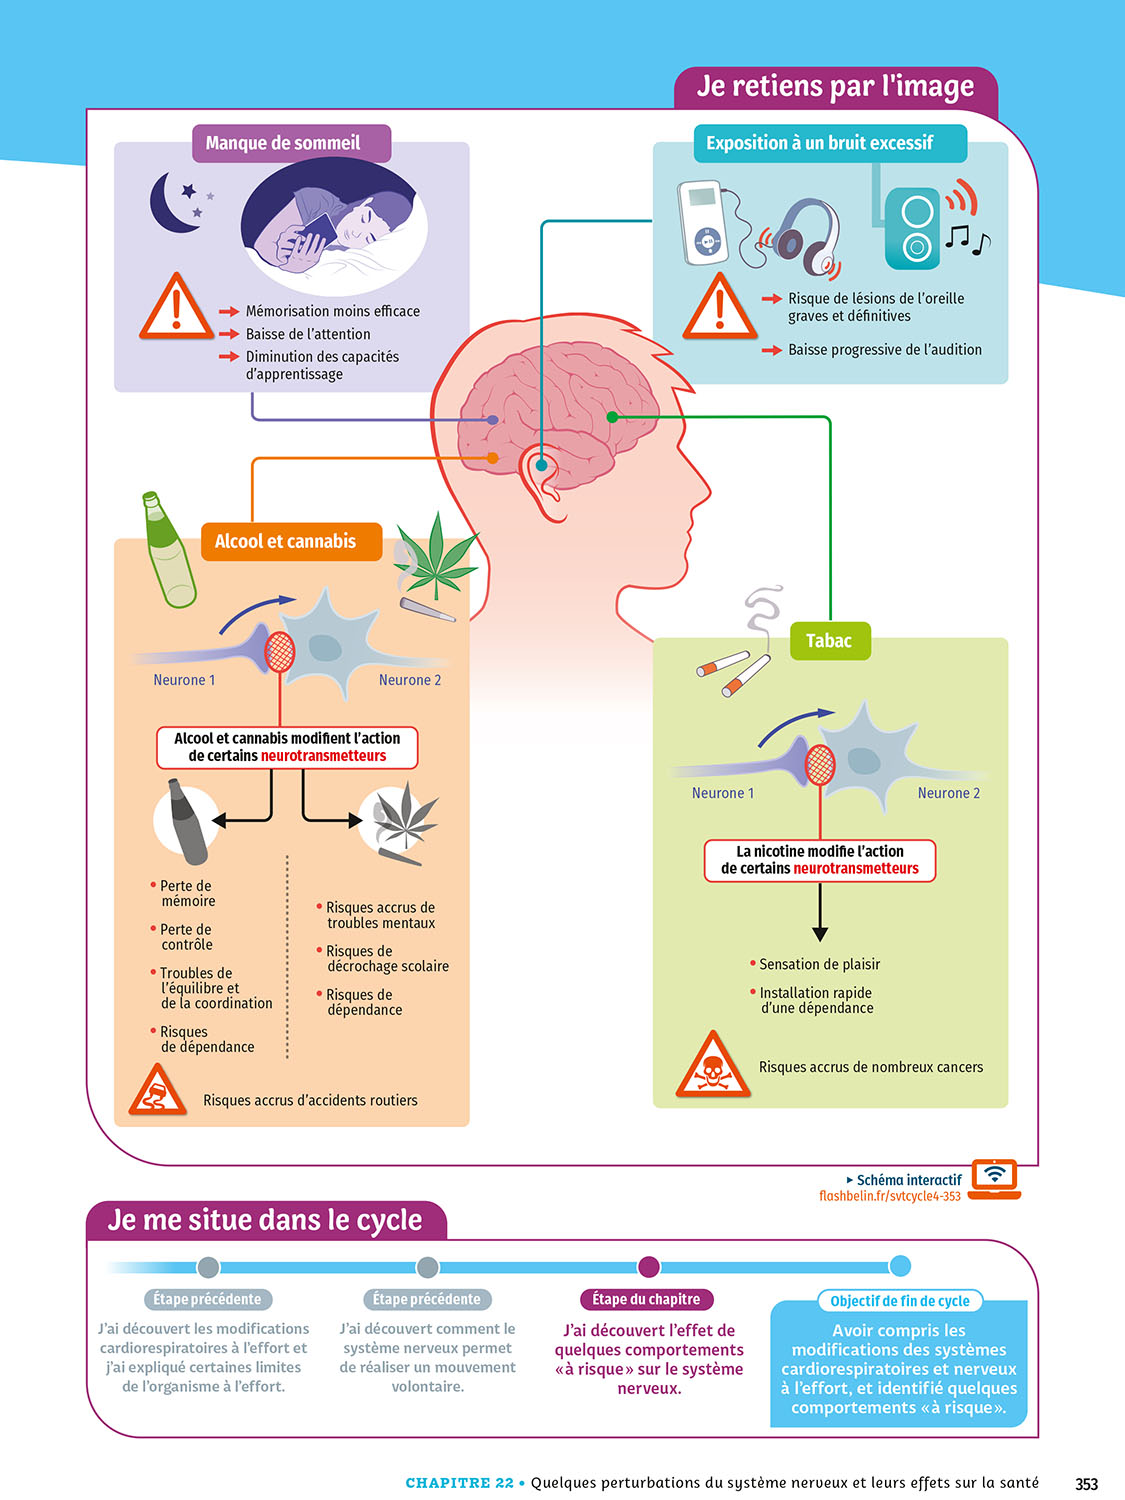 Je retiens par l'image
Manque de sommeil
Mémorisation moins efficace
Baisse de l'attention
Diminution des capacités
d'apprentissage
Exposition à un bruit excessif
Risque de lésions de l'oreille
graves et définitives
Baisse progressive de l'audition
Alcool et cannabis
Neurone 1
Neurone 2
Alcool et cannabis modifient l'action
de certains neurotransmetteurs
• Perte de
mémoire
• Perte de
contrôle
• Troubles de
l'équilibre et
de la coordination
• Risques
de dépendance
• Risques accrus de
troubles mentaux
• Risques de
décrochage scolaire
• Risques de
dépendance
Risques accrus d'accidents routiers
Tabac
Neurone 1
Neurone 2
La nicotine modifie l'action
de certains neurotransmetteurs
• Sensation de plaisir
• Installation rapide
d'une dépendance
Risques accrus de nombreux cancers
▸ Schéma interactif
flashbelin.fr/svtcycle4-353
Je me situe dans le cycle
Étape précédente
J'ai découvert les modifications
cardiorespiratoires à l'effort et
j'ai expliqué certaines limites
de l'organisme à l'effort.
Étape précédente
J'ai découvert comment le
système nerveux permet
de réaliser un mouvement
volontaire.
Étape du chapitre
J'ai découvert l'effet de
quelques comportements
« à risque » sur le système
nerveux.
Objectif de fin de cycle
Avoir compris les
modifications des systèmes
cardiorespiratoires et nerveux
à l'effort, et identifié quelques
comportements « à risque ».
CHAPITRE 22 • Quelques perturbations du système nerveux et leurs effets sur la santé
353